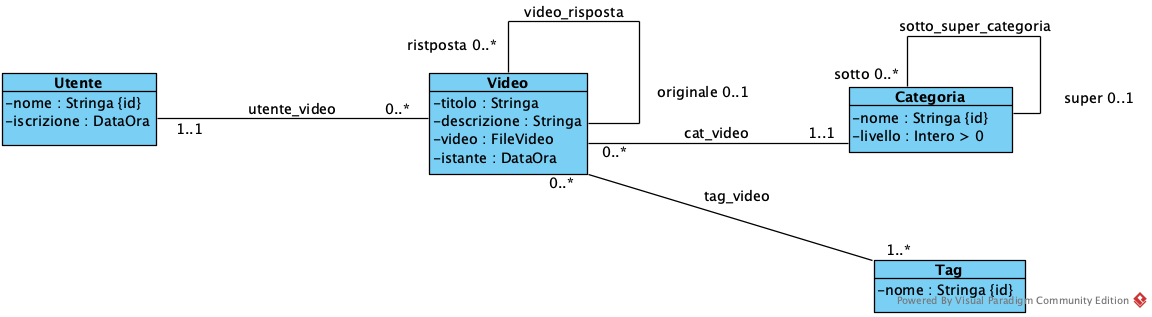 video_risposta
sotto_super_categoria
ristposta 0..*
sotto 0..*
Utente
-nome : Stringa {id}
-iscrizione : DataOra
Video
-titolo : Stringa
-descrizione : Stringa
-video : FileVideo
-istante : DataOra
originale 0..1
Categoria
-nome : Stringa {id}
-livello : Intero > 0
super 0..1
utente_video
0..*
1..1
cat_video
1..1
0..*
0..*
tag_video
1..*
Tag
-nome : Stringa {id}
Powered By Visual Paradigm Community Edition